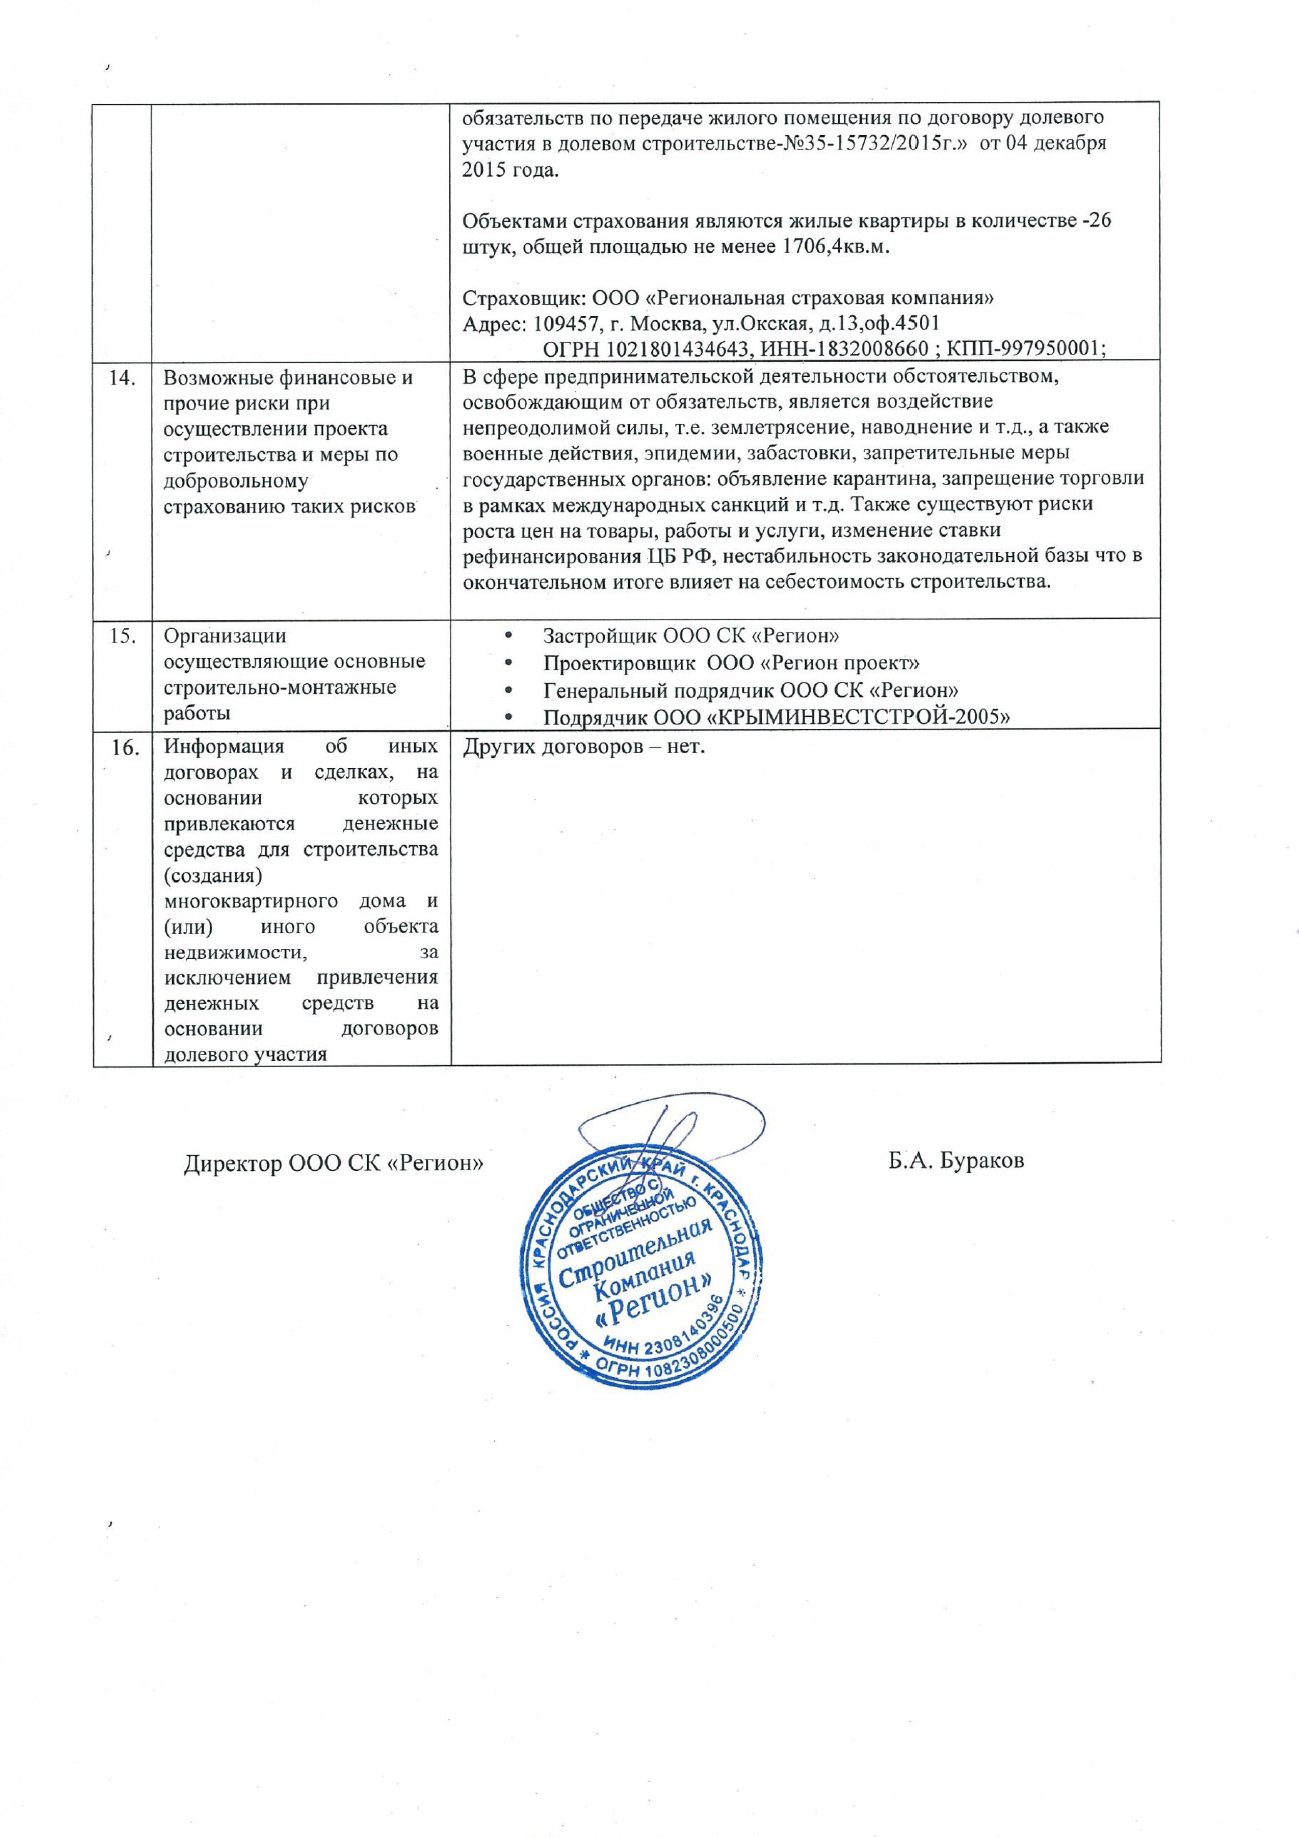 обязательств по передаче жилого помещения по договору долевого
участия в долевом строительстве-№35-15732/2015г.» от 04 декабря
2015 года.
Объектами страхования являются жилые квартиры в количестве -26
штук, общей площадью не менее 1706,4кв.м.
Страховщик: ООО «Региональная страховая компания»
Адрес: 109457, г. Москва, ул.Окская, д.13,оф.4501
ОГРН 1021801434643, ИНН-1832008660 ; КПП-997950001;
14.
Возможные финансовые и
прочие риски при
осуществлении проекта
строительства и меры по
добровольному
страхованию таких рисков
В сфере предпринимательской деятельности обстоятельством,
освобождающим от обязательств, является воздействие
непреодолимой силы, т.е. землетрясение, наводнение и т.д., а также
военные действия, эпидемии, забастовки, запретительные меры
государственных органов: объявление карантина, запрещение торговли
в рамках международных санкций и т.д. Также существуют риски
роста цен на товары, работы и услуги, изменение ставки
рефинансирования ЦБ РФ, нестабильность законодательной базы что в
окончательном итоге влияет на себестоимость строительства.
15.
Организации
осуществляющие основные
строительно-монтажные
работы
• Застройщик ООО СК «Регион»
• Проектировщик ООО «Регион проект»
• Генеральный подрядчик ООО СК «Регион»
• Подрядчик ООО «КРЫМИНВЕСТСТРОЙ-2005»
16.
Информация об иных
договорах и сделках, на
основании которых
привлекаются денежные
средства для строительства
(создания)
многоквартирного дома и
(или) иного объекта
недвижимости, за
исключением привлечения
денежных средств на
основании договоров
долевого участия
Других договоров – нет.
Директор ООО СК «Регион»
Б.А. Бураков
РОССИЯ КРАСНОДАРСКИЙ КРАЙ г. КРАСНОДАР
ОБЩЕСТВО С
ОГРАНИЧЕННОЙ
ОТВЕТСТВЕННОСТЬЮ
Строительная
Компания
«Регион»
ИНН 2308140396
* ОГРН 1082308000500 *